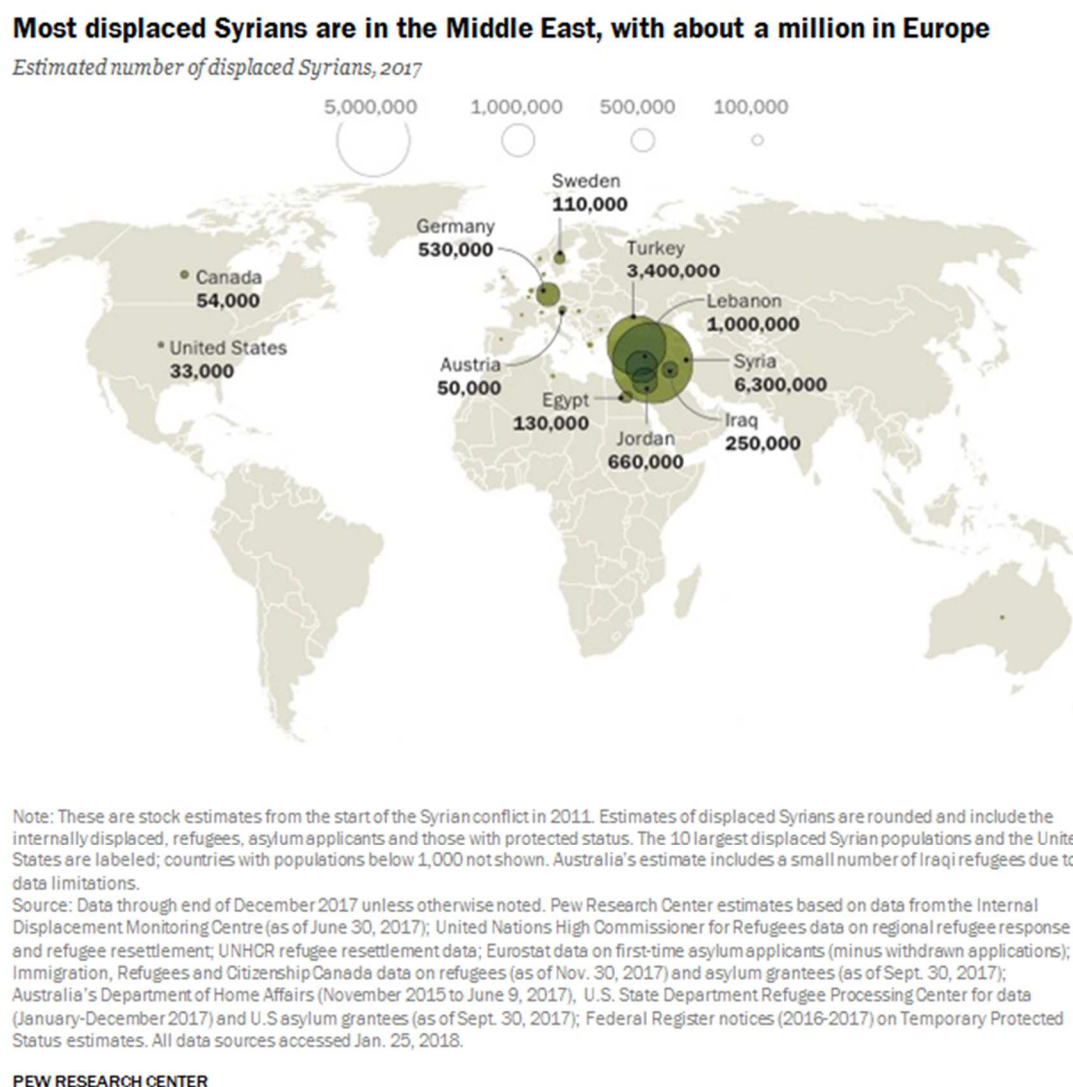 Most displaced Syrians are in the Middle East, with about a million in Europe
Estimated number of displaced Syrians, 2017
5,000,000
1,000,000
500,000
100,000
Sweden
110,000
Germany
530,000
Turkey
3,400,000
Canada
54,000
Lebanon
1,000,000
United States
33,000
Austria
50,000
Syria
6,300,000
Egypt
130,000
Iraq
250,000
Jordan
660,000
Note: These are stock estimates from the start of the Syrian conflict in 2011. Estimates of displaced Syrians are rounded and include the
internally displaced, refugees, asylum applicants and those with protected status. The 10 largest displaced Syrian populations and the Unite
States are labeled; countries with populations below 1,000 not shown. Australia's estimate includes a small number of Iraqi refugees due to
data limitations.
Source: Data through end of December 2017 unless otherwise noted. Pew Research Center estimates based on data from the Internal
Displacement Monitoring Centre (as of June 30, 2017); United Nations High Commissioner for Refugees data on regional refugee response
and refugee resettlement; UNHCR refugee resettlement data; Eurostat data on first-time asylum applicants (minus withdrawn applications);
Immigration, Refugees and Citizenship Canada data on refugees (as of Nov. 30, 2017) and asylum grantees (as of Sept. 30, 2017);
Australia's Department of Home Affairs (November 2015 to June 9, 2017), U.S. State Department Refugee Processing Center for data
(January-December 2017) and U.S asylum grantees (as of Sept. 30, 2017); Federal Register notices (2016-2017) on Temporary Protected
Status estimates. All data sources accessed Jan. 25, 2018.
PEW RESEARCH CENTER